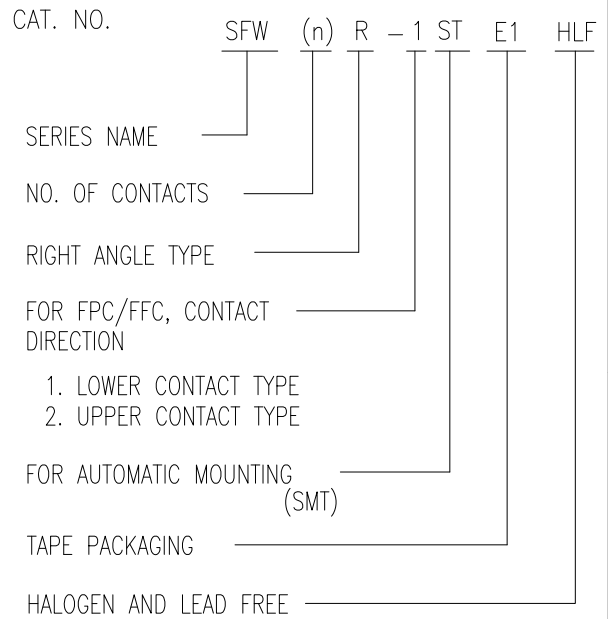 CAT. NO.
SFW (n) R - 1 ST E1 HLF
SERIES NAME
NO. OF CONTACTS
RIGHT ANGLE TYPE
FOR FPC/FFC, CONTACT
DIRECTION
1. LOWER CONTACT TYPE
2. UPPER CONTACT TYPE
FOR AUTOMATIC MOUNTING
(SMT)
TAPE PACKAGING
HALOGEN AND LEAD FREE